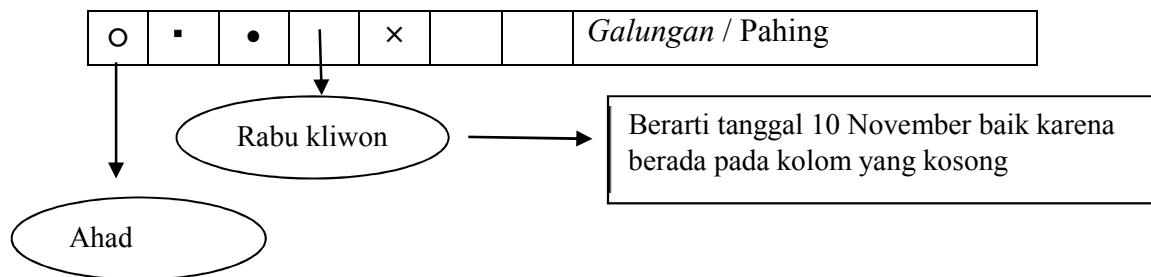 ○ ▪ ● × Galungan / Pahing
Rabu kliwon
Berarti tanggal 10 November baik karena
berada pada kolom yang kosong
Ahad